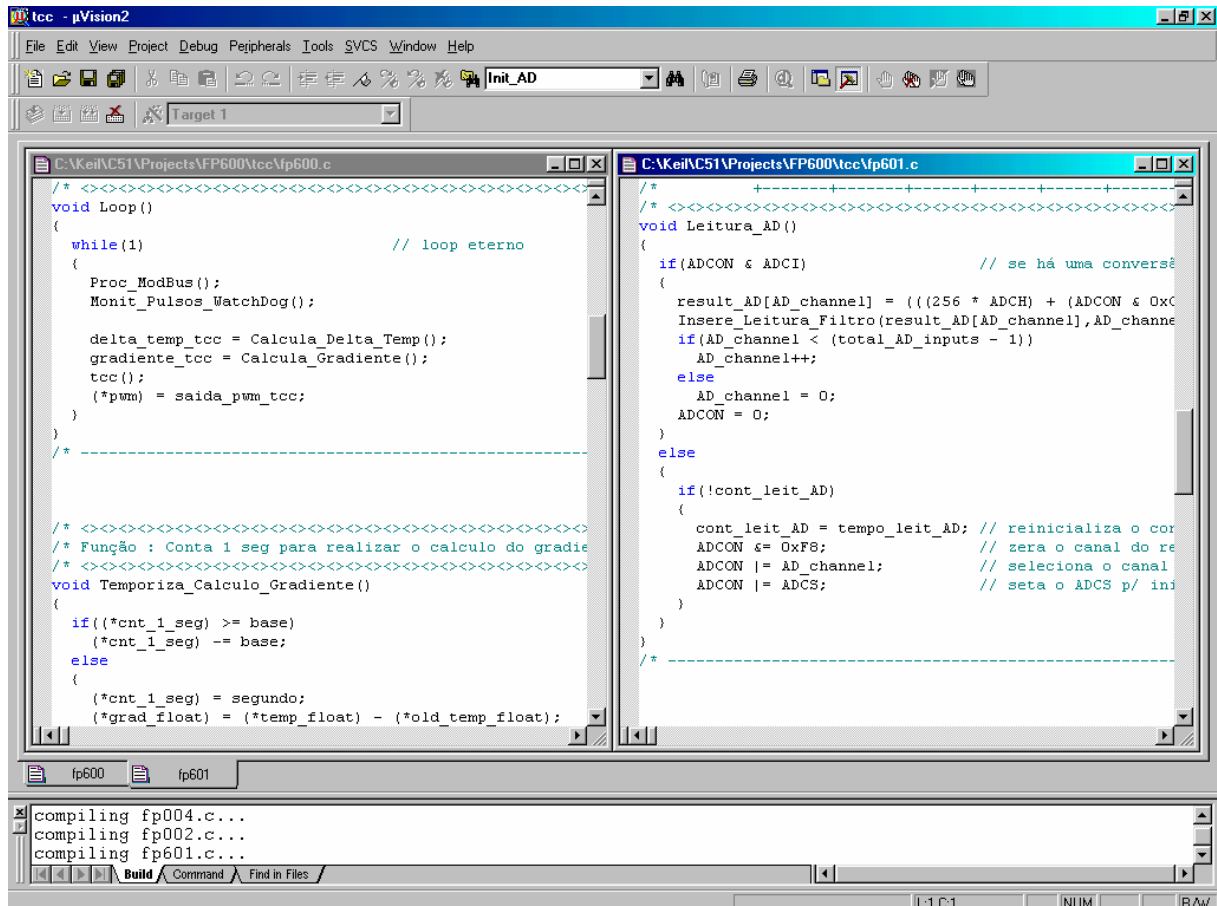 tcc - µVision2
File Edit View Project Debug Peripherals Tools SVCS Window Help
Init_AD
Target 1
C:\Keil\C51\Projects\FP600\tcc\fp600.c
/* <><><><><><><><><><><><><><><><><><><><><><><><><><><>
void Loop()
{
while(1) // loop eterno
{
Proc_ModBus();
Monit_Pulsos_WatchDog();
delta_temp_tcc = Calcula_Delta_Temp();
gradiente_tcc = Calcula_Gradiente();
tcc();
(*pwm) = saida_pwm_tcc;
}
}
/* ------------------------------------------------------
/* <><><><><><><><><><><><><><><><><><><><><><><><><><><>
/* Função : Conta 1 seg para realizar o calculo do gradie
/* <><><><><><><><><><><><><><><><><><><><><><><><><><><>
void Temporiza_Calculo_Gradiente()
{
if((*cnt_1_seg) >= base)
(*cnt_1_seg) -= base;
else
{
(*cnt_1_seg) = segundo;
(*grad_float) = (*temp_float) - (*old_temp_float);
C:\Keil\C51\Projects\FP600\tcc\fp601.c
/* +-------+-------+------+------+------+-------
/* <><><><><><><><><><><><><><><><><><><><><><><><><><><>
void Leitura_AD()
{
if(ADCON & ADCI) // se há uma conversã
{
result_AD[AD_channel] = (((256 * ADCH) + (ADCON & 0xC
Insere_Leitura_Filtro(result_AD[AD_channel],AD_channe
if(AD_channel < (total_AD_inputs - 1))
AD_channel++;
else
AD_channel = 0;
ADCON = 0;
}
else
{
if(!cont_leit_AD)
{
cont_leit_AD = tempo_leit_AD; // reinicializa o con
ADCON &= 0xF8; // zera o canal do re
ADCON |= AD_channel; // seleciona o canal
ADCON |= ADCS; // seta o ADCS p/ ini
}
}
}
/* ------------------------------------------------------
fp600 fp601
compiling fp004.c...
compiling fp002.c...
compiling fp601.c...
Build Command Find in Files
L:1 C:1 NUM R/W